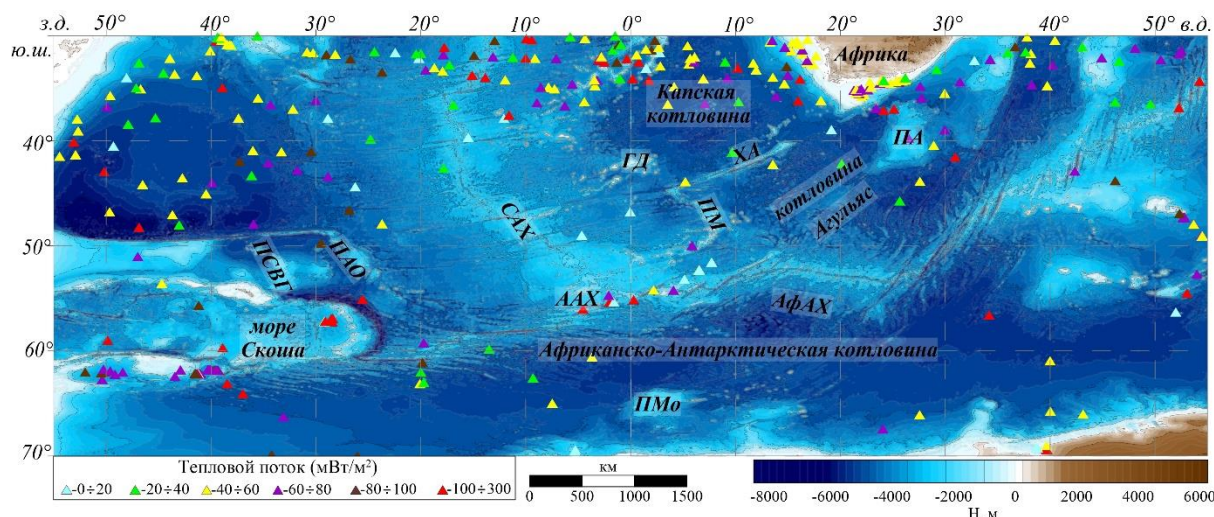 з.д. 50° 40° 30° 20° 10° 0° 10° 20° 30° 40° 50° в.д.
ю.ш.
Африка
Капская
котловина
40°
ГД
ХА
ПА
котловина
Агульяс
САХ
ПМ
50°
ПСВГ
ПАО
ААХ
АфАХ
море
Скоша
60°
Африканско-Антарктическая котловина
ПМо
70°
Тепловой поток (мВт/м²)
-0÷20 -20÷40 -40÷60 -60÷80 -80÷100 -100÷300
км
0 500 1000 1500
-8000 -6000 -4000 -2000 0 2000 4000 6000
Н, м